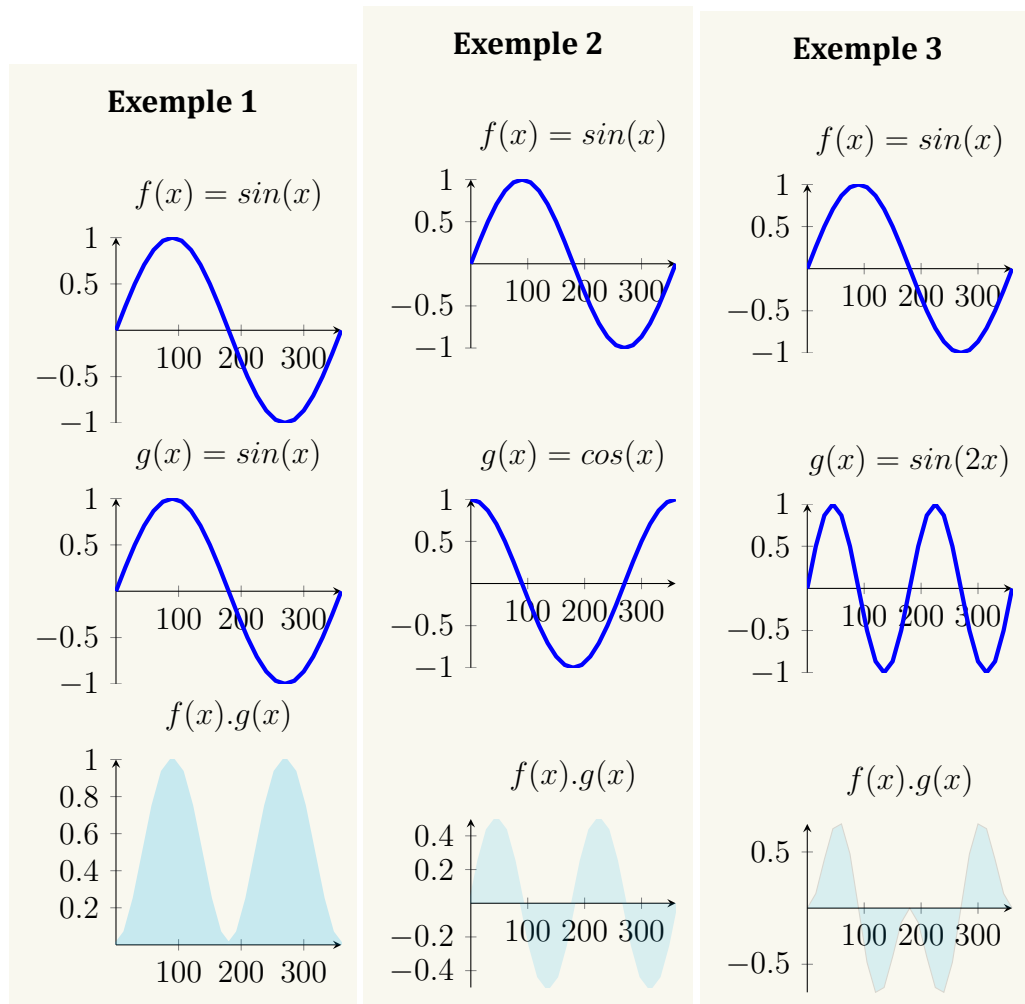 Exemple 1
f(x) = sin(x)
1
0.5
−0.5
−1
100 200 300
g(x) = sin(x)
1
0.5
−0.5
−1
100 200 300
f(x).g(x)
1
0.8
0.6
0.4
0.2
100 200 300
Exemple 2
f(x) = sin(x)
1
0.5
−0.5
−1
100 200 300
g(x) = cos(x)
1
0.5
−0.5
−1
100 200 300
f(x).g(x)
0.4
0.2
−0.2
−0.4
100 200 300
Exemple 3
f(x) = sin(x)
1
0.5
−0.5
−1
100 200 300
g(x) = sin(2x)
1
0.5
−0.5
−1
100 200 300
f(x).g(x)
0.5
−0.5
100 200 300